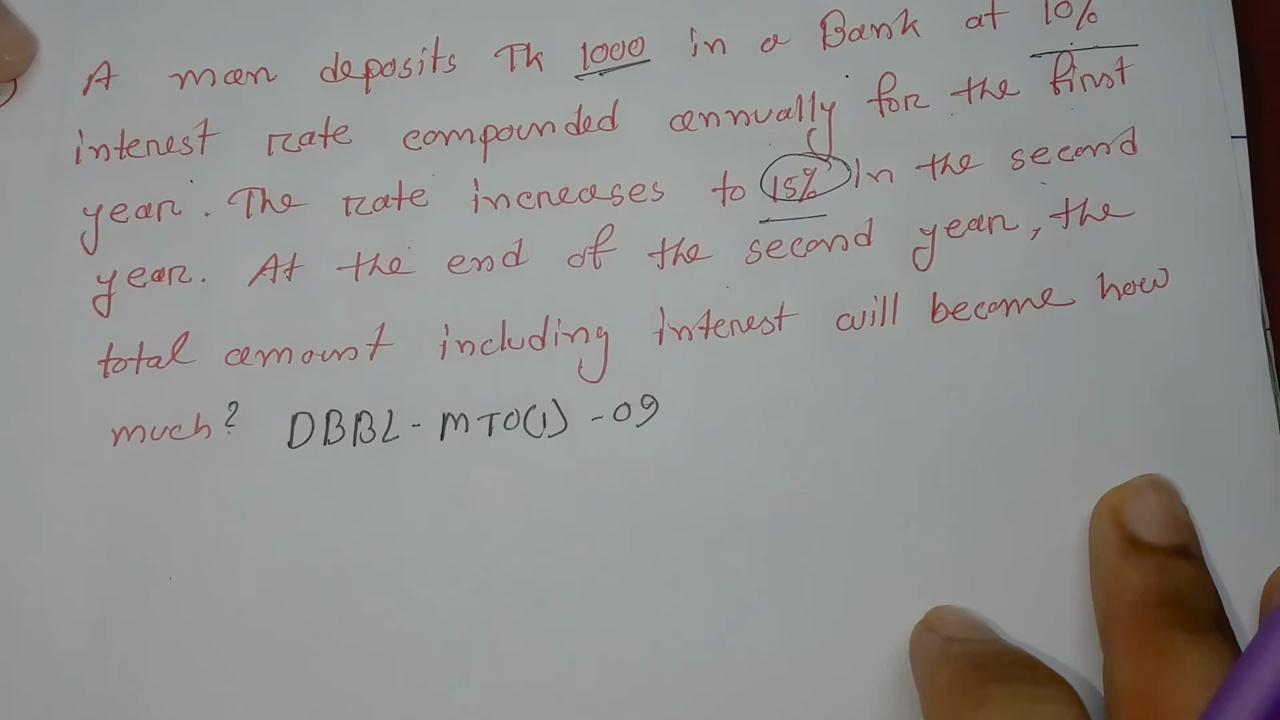 A man deposits Tk 1000 in a Bank at 10%
interest rate compounded annually for the first
year. The rate increases to 15% in the second
year. At the end of the second year, the
total amount including interest will become how
much? DBBL - MTO(1) - 09